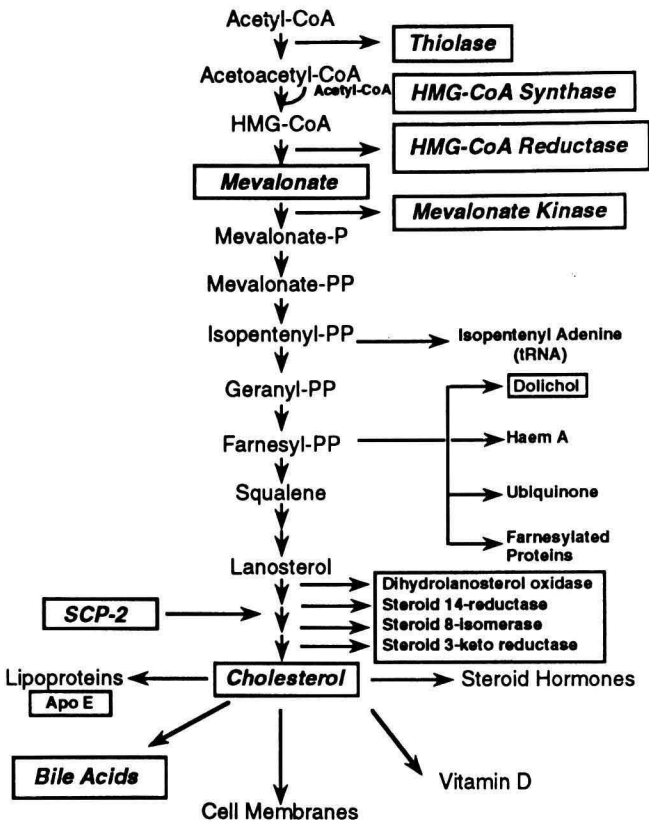 Acetyl-CoA
Thiolase
Acetoacetyl-CoA
Acetyl-CoA
HMG-CoA Synthase
HMG-CoA
HMG-CoA Reductase
Mevalonate
Mevalonate Kinase
Mevalonate-P
Mevalonate-PP
Isopentenyl-PP
Isopentenyl Adenine
(tRNA)
Geranyl-PP
Dolichol
Farnesyl-PP
Haem A
Squalene
Ubiquinone
Farnesylated
Proteins
Lanosterol
Dihydrolanosterol oxidase
Steroid 14-reductase
Steroid 8-isomerase
Steroid 3-keto reductase
SCP-2
Lipoproteins
Apo E
Cholesterol
Steroid Hormones
Bile Acids
Vitamin D
Cell Membranes